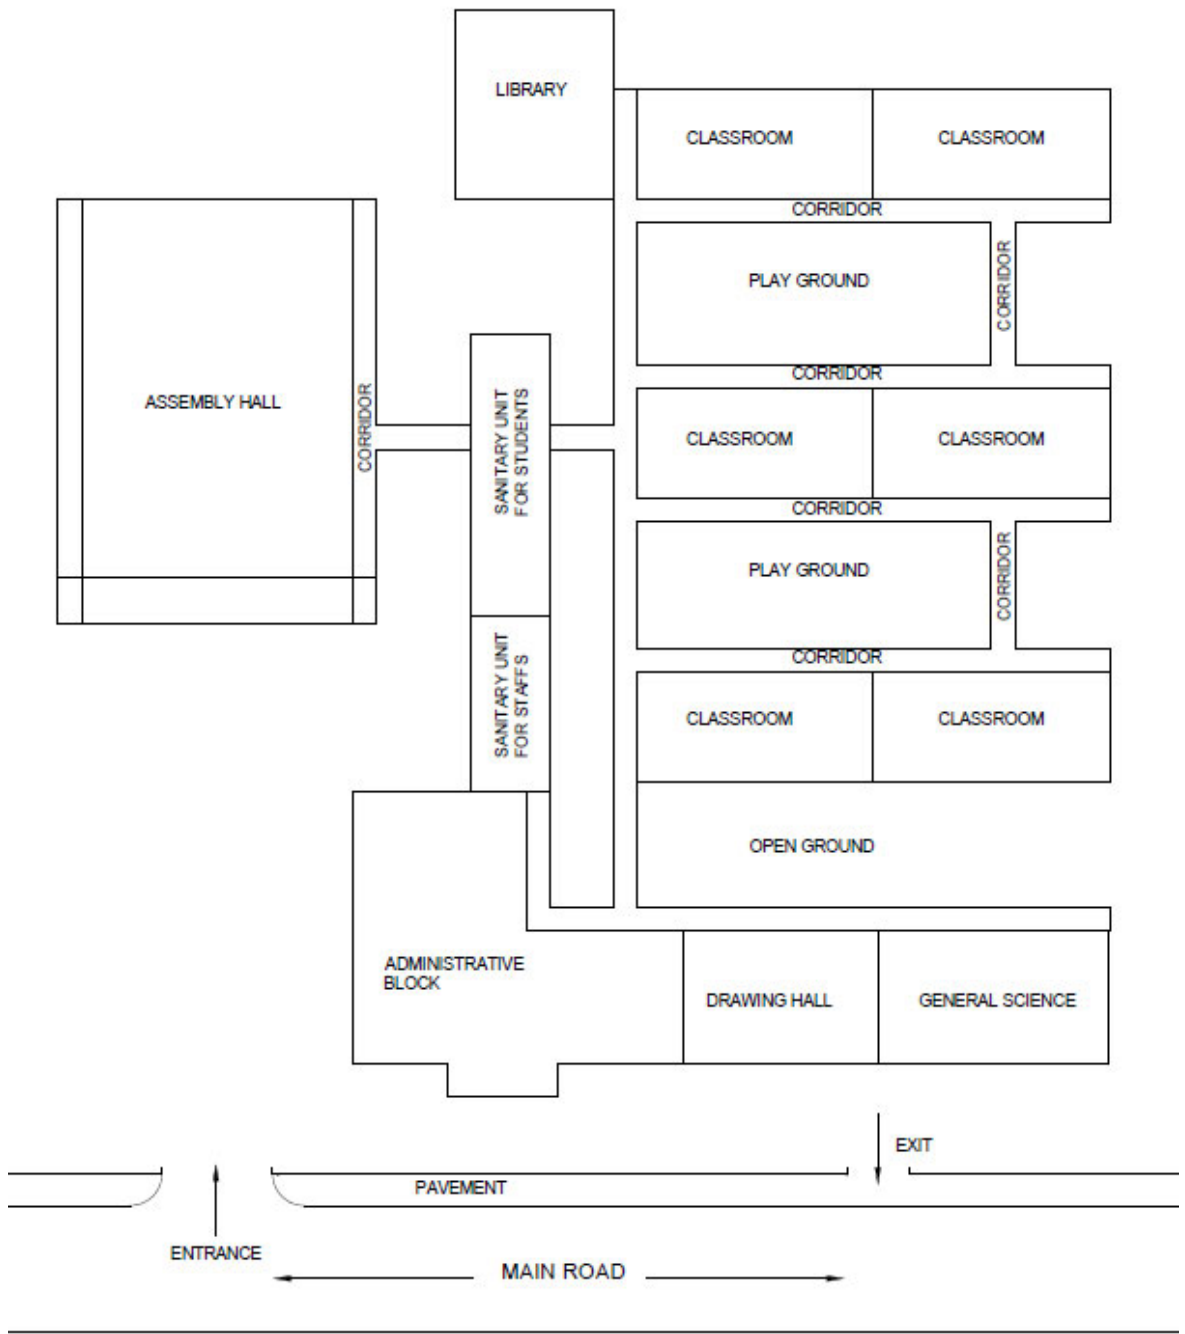 LIBRARY
CLASSROOM
CLASSROOM
CORRIDOR
PLAY GROUND
CORRIDOR
CORRIDOR
ASSEMBLY HALL
CORRIDOR
SANITARY UNIT
FOR STUDENTS
CLASSROOM
CLASSROOM
CORRIDOR
PLAY GROUND
CORRIDOR
CORRIDOR
SANITARY UNIT
FOR STAFFS
CLASSROOM
CLASSROOM
OPEN GROUND
ADMINISTRATIVE
BLOCK
DRAWING HALL
GENERAL SCIENCE
EXIT
PAVEMENT
ENTRANCE
MAIN ROAD